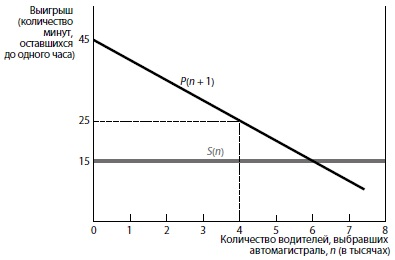 Выигрыш
(количество
минут,
оставшихся
до одного часа)
45
P(n + 1)
25
S(n)
15
0 1 2 3 4 5 6 7 8
Количество водителей, выбравших
автомагистраль, n (в тысячах)